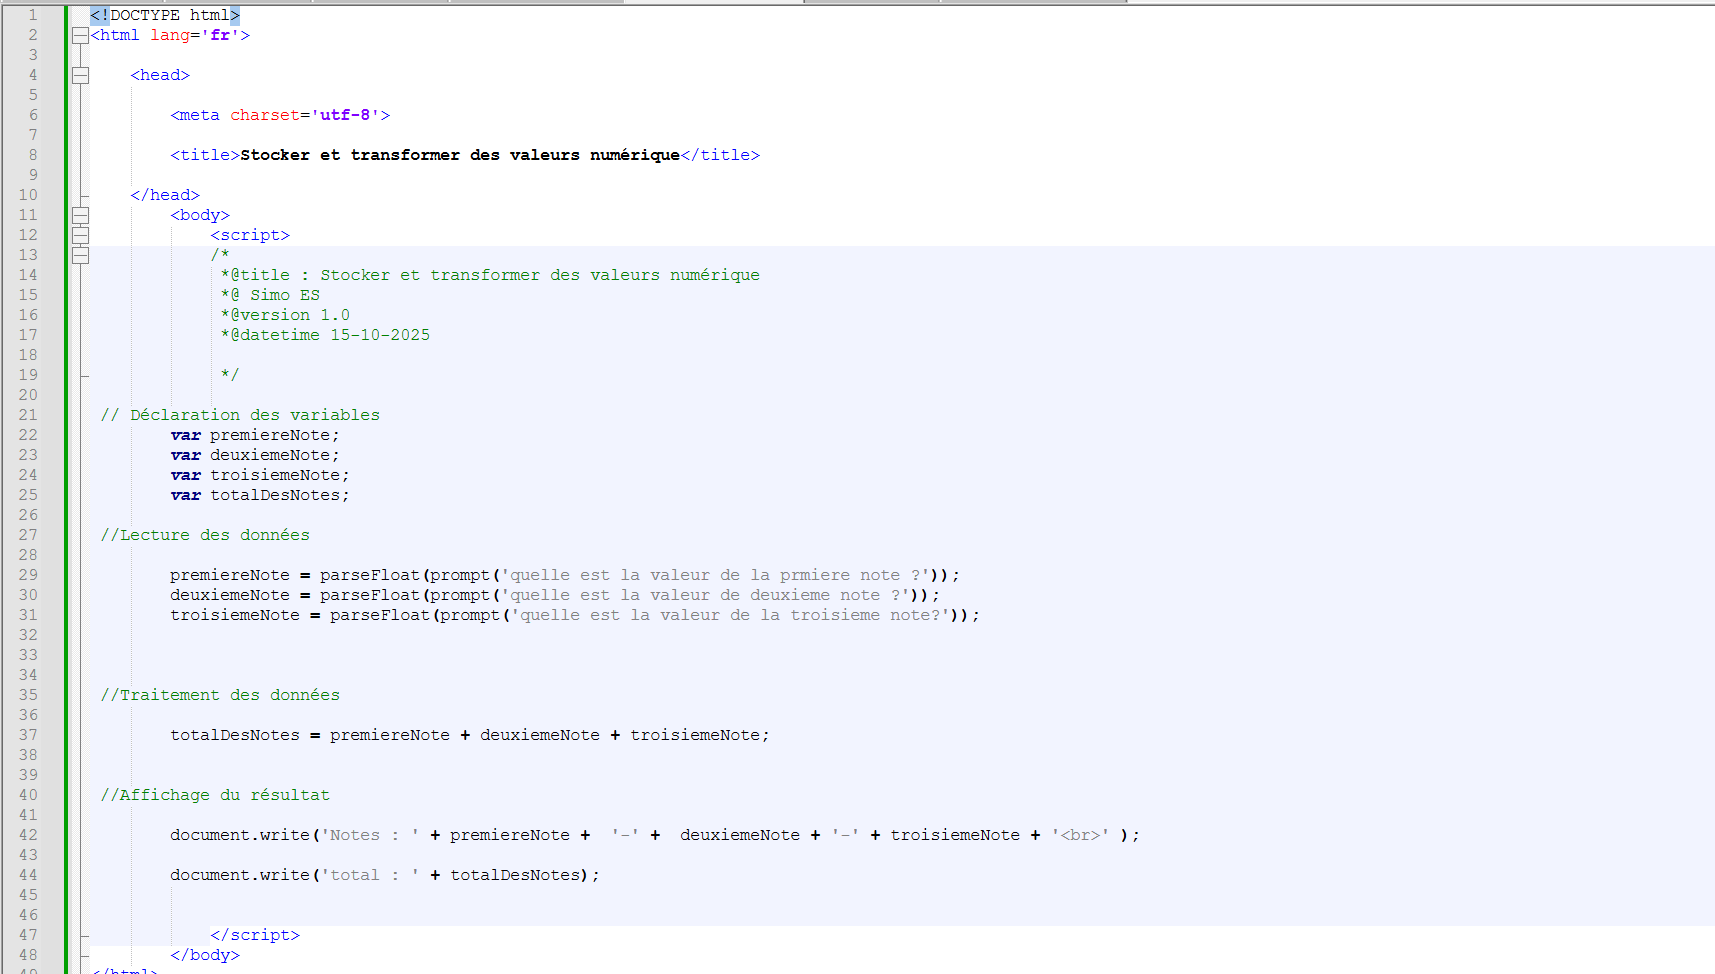 1 <!DOCTYPE html>
2 <html lang='fr'>
3
4 <head>
5
6 <meta charset='utf-8'>
7
8 <title>Stocker et transformer des valeurs numérique</title>
9
10 </head>
11 <body>
12 <script>
13 /*
14 *@title : Stocker et transformer des valeurs numérique
15 *@ Simo ES
16 *@version 1.0
17 *@datetime 15-10-2025
18
19 */
20
21 // Déclaration des variables
22 var premiereNote;
23 var deuxiemeNote;
24 var troisiemeNote;
25 var totalDesNotes;
26
27 //Lecture des données
28
29 premiereNote = parseFloat(prompt('quelle est la valeur de la prmiere note ?'));
30 deuxiemeNote = parseFloat(prompt('quelle est la valeur de deuxieme note ?'));
31 troisiemeNote = parseFloat(prompt('quelle est la valeur de la troisieme note?'));
32
33
34
35 //Traitement des données
36
37 totalDesNotes = premiereNote + deuxiemeNote + troisiemeNote;
38
39
40 //Affichage du résultat
41
42 document.write('Notes : ' + premiereNote +  '-' +  deuxiemeNote + '-' + troisiemeNote + '<br>' );
43
44 document.write('total : ' + totalDesNotes);
45
46
47 </script>
48 </body>
49 </html>